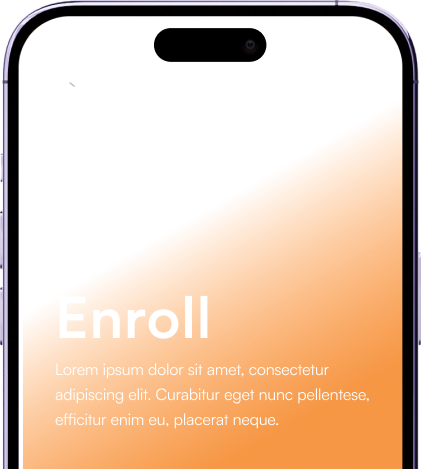 Enroll
Lorem ipsum dolor sit amet, consectetur
adipiscing elit. Curabitur eget nunc pellentese,
efficitur enim eu, placerat neque.